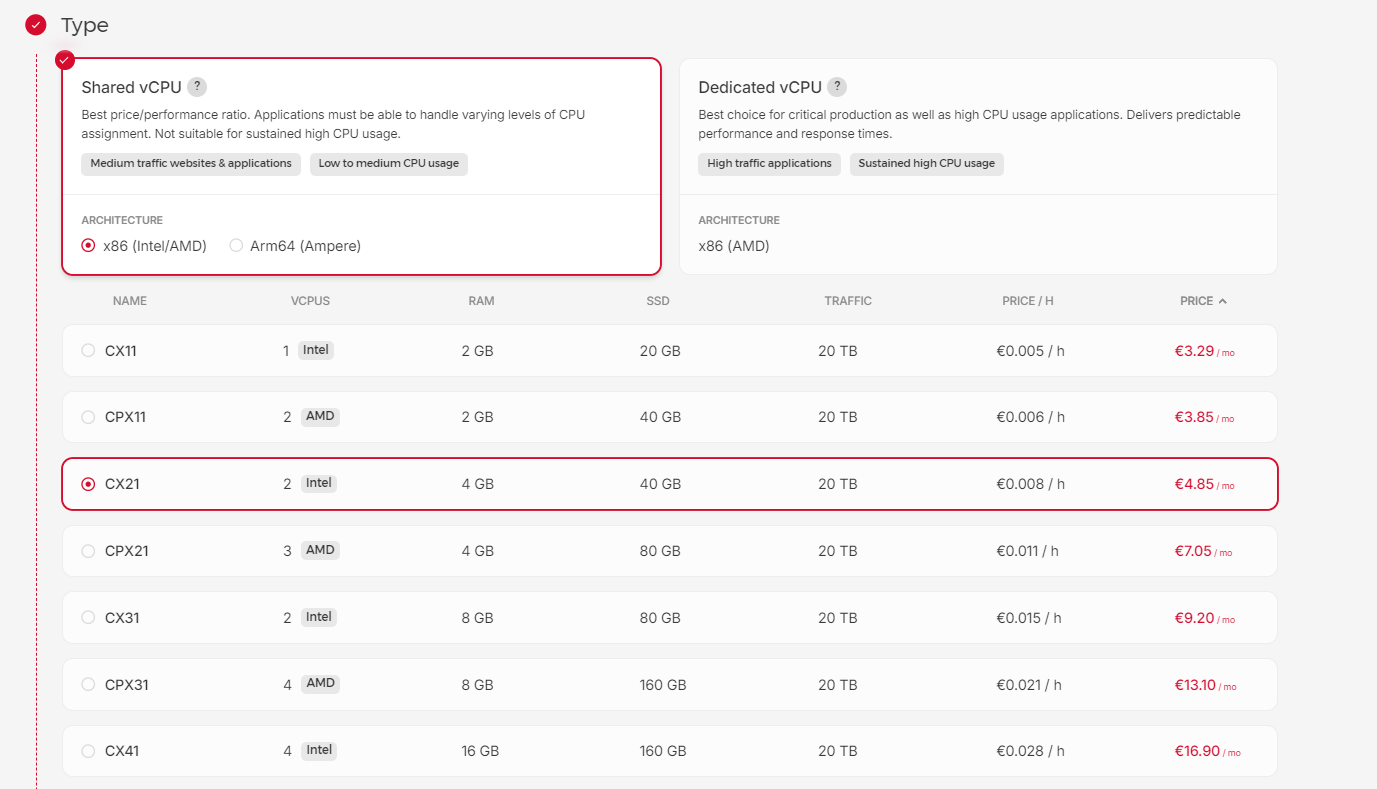 Type
Shared vCPU ?
Best price/performance ratio. Applications must be able to handle varying levels of CPU
assignment. Not suitable for sustained high CPU usage.
Medium traffic websites & applications Low to medium CPU usage
ARCHITECTURE
x86 (Intel/AMD) Arm64 (Ampere)
Dedicated vCPU ?
Best choice for critical production as well as high CPU usage applications. Delivers predictable
performance and response times.
High traffic applications Sustained high CPU usage
ARCHITECTURE
x86 (AMD)
NAME VCPUS RAM SSD TRAFFIC PRICE / H PRICE
CX11 1 Intel 2 GB 20 GB 20 TB €0.005 / h €3.29 / mo
CPX11 2 AMD 2 GB 40 GB 20 TB €0.006 / h €3.85 / mo
CX21 2 Intel 4 GB 40 GB 20 TB €0.008 / h €4.85 / mo
CPX21 3 AMD 4 GB 80 GB 20 TB €0.011 / h €7.05 / mo
CX31 2 Intel 8 GB 80 GB 20 TB €0.015 / h €9.20 / mo
CPX31 4 AMD 8 GB 160 GB 20 TB €0.021 / h €13.10 / mo
CX41 4 Intel 16 GB 160 GB 20 TB €0.028 / h €16.90 / mo